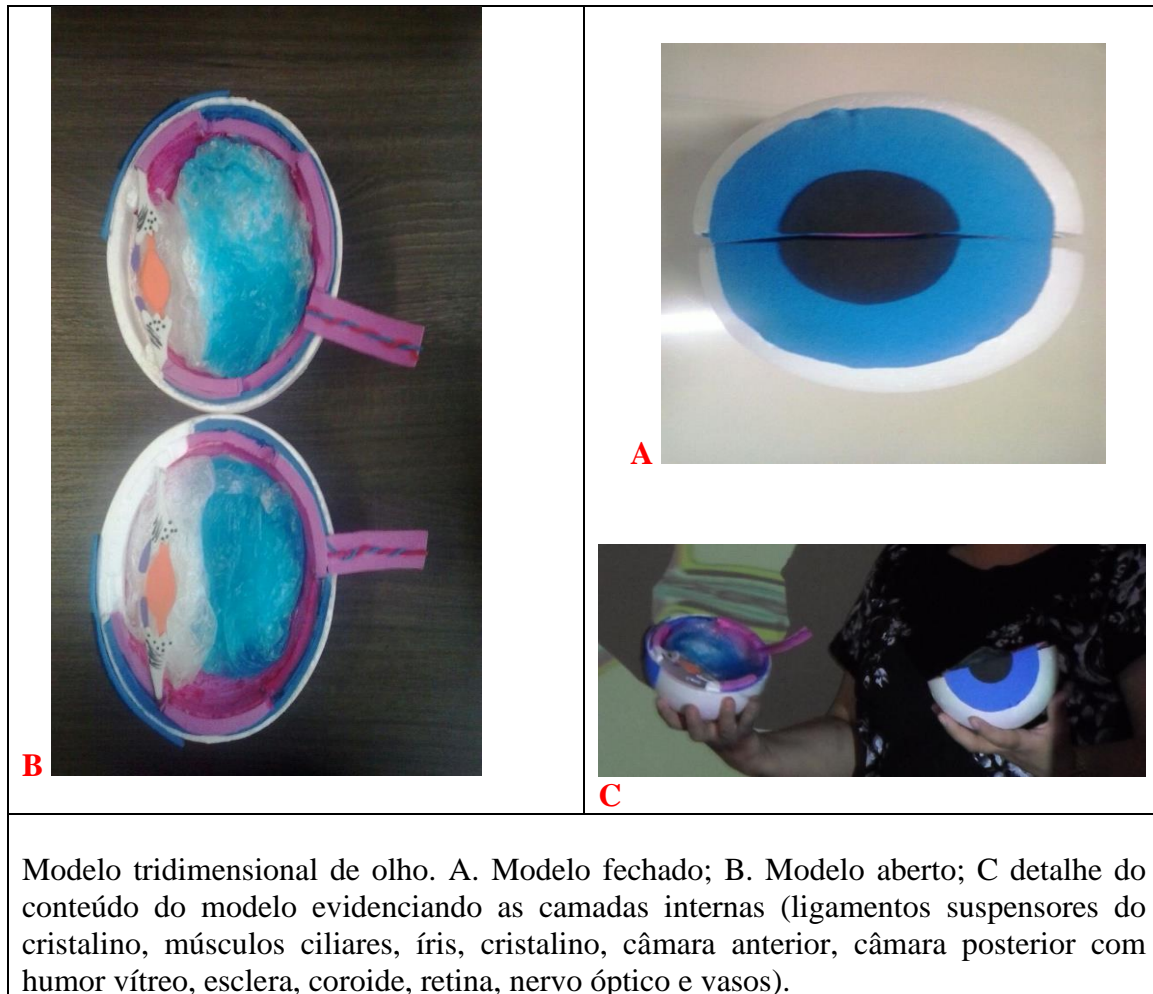 A
B
C
Modelo tridimensional de olho. A. Modelo fechado; B. Modelo aberto; C detalhe do
conteúdo do modelo evidenciando as camadas internas (ligamentos suspensores do
cristalino, músculos ciliares, íris, cristalino, câmara anterior, câmara posterior com
humor vítreo, esclera, coroide, retina, nervo óptico e vasos).